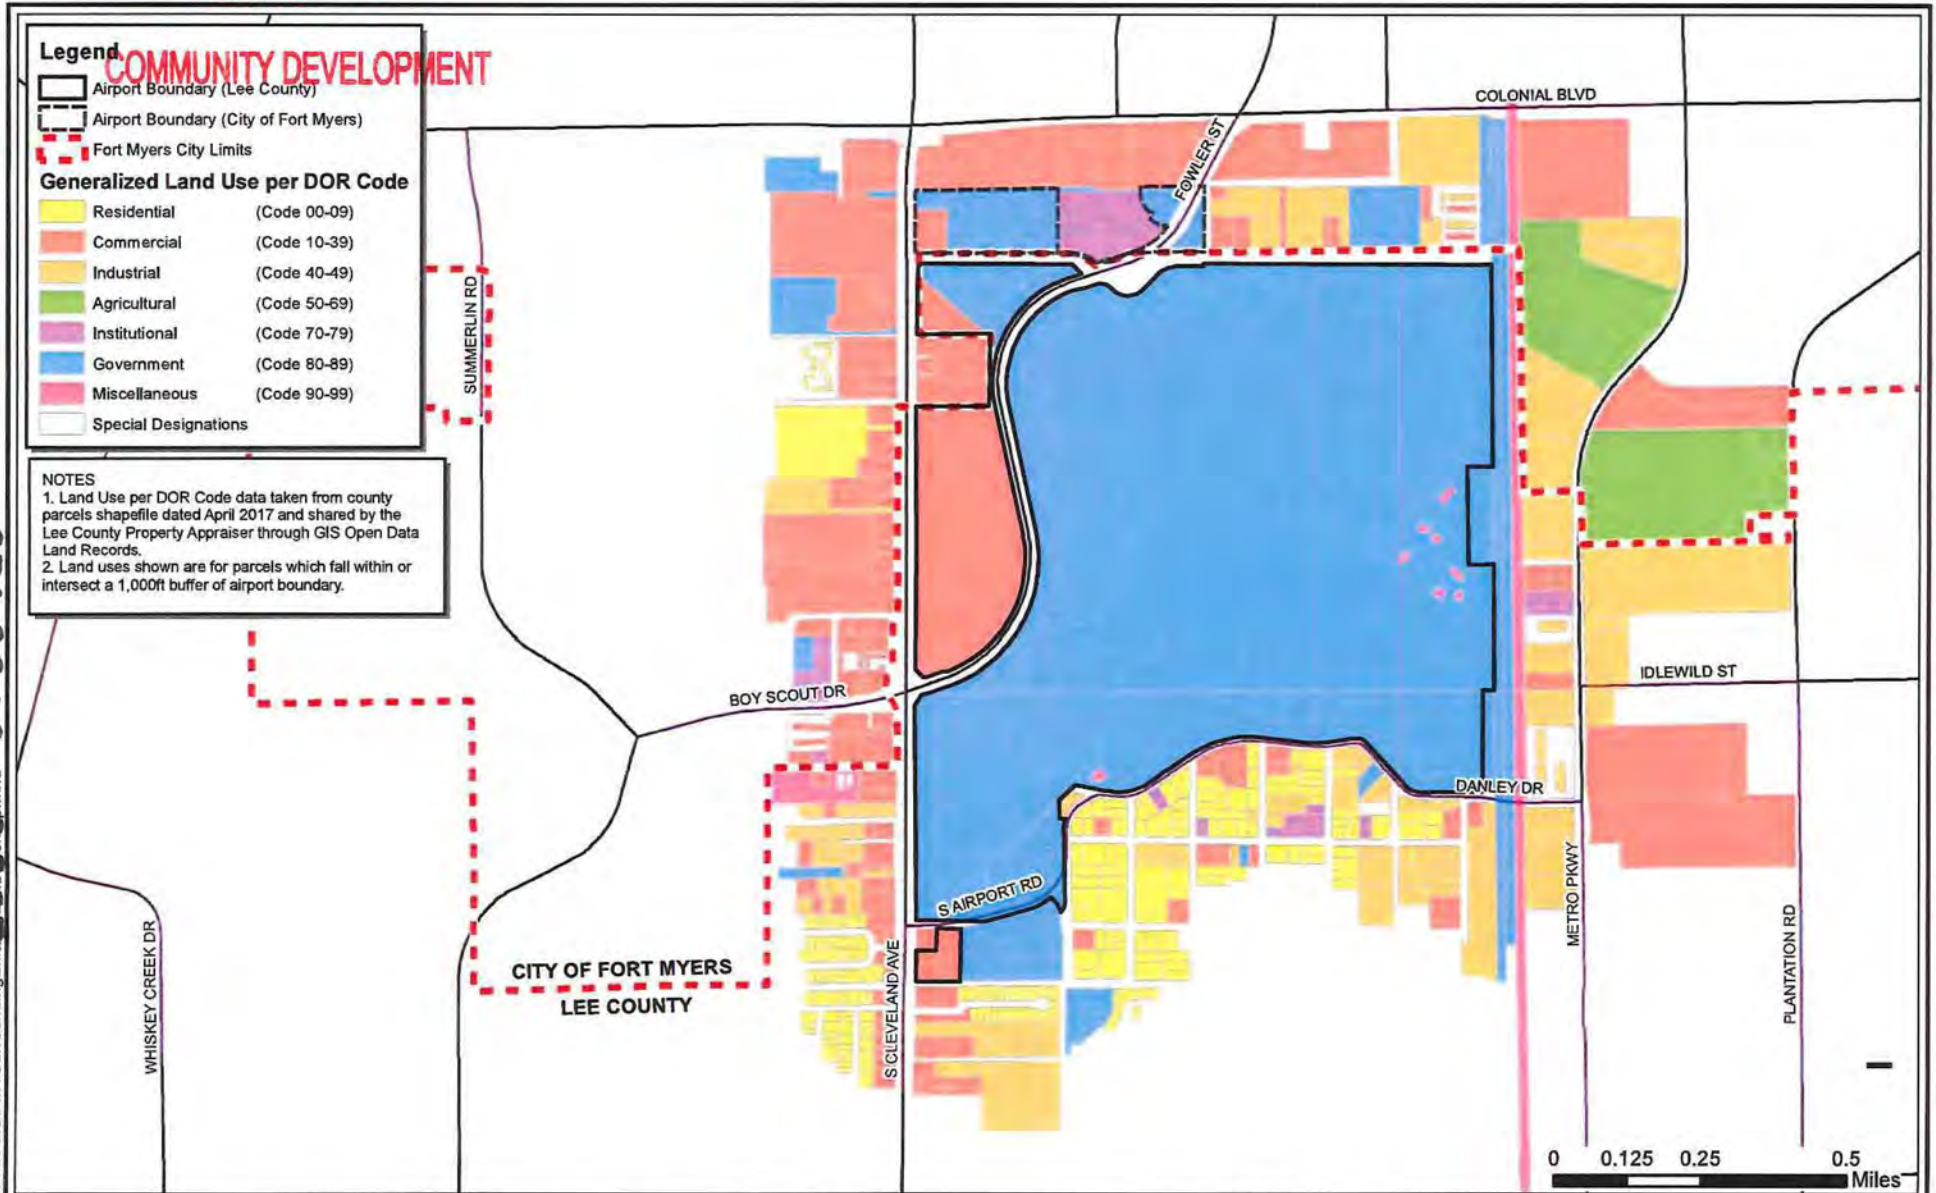 Legend
COMMUNITY DEVELOPMENT
Airport Boundary (Lee County)
Airport Boundary (City of Fort Myers)
Fort Myers City Limits
Generalized Land Use per DOR Code
Residential (Code 00-09)
Commercial (Code 10-39)
Industrial (Code 40-49)
Agricultural (Code 50-69)
Institutional (Code 70-79)
Government (Code 80-89)
Miscellaneous (Code 90-99)
Special Designations
NOTES
1. Land Use per DOR Code data taken from county
parcels shapefile dated April 2017 and shared by the
Lee County Property Appraiser through GIS Open Data
Land Records.
2. Land uses shown are for parcels which fall within or
intersect a 1,000ft buffer of airport boundary.
COLONIAL BLVD
FOWLER ST
SUMMERLIN RD
BOY SCOUT DR
IDLEWILD ST
DANLEY DR
S AIRPORT RD
METRO PKWY
PLANTATION RD
WHISKEY CREEK DR
S CLEVELAND AVE
CITY OF FORT MYERS
LEE COUNTY
0 0.125 0.25 0.5
Miles